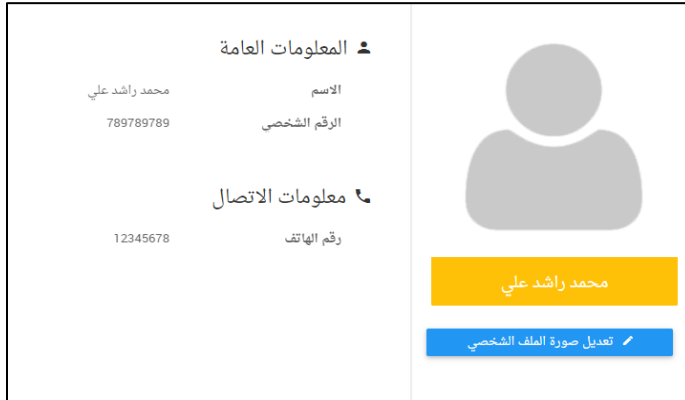 محمد راشد علي
تعديل صورة الملف الشخصي
المعلومات العامة
الاسم محمد راشد علي
الرقم الشخصي 789789789
معلومات الاتصال
رقم الهاتف 12345678